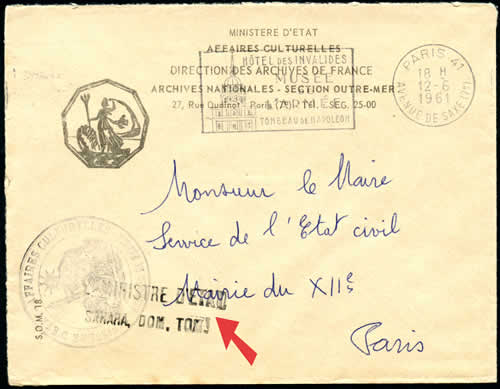 MINISTERE D'ETAT
AFFAIRES CULTURELLES
DIRECTION DES ARCHIVES DE FRANCE
ARCHIVES NATIONALES - SECTION OUTRE-MER
27, Rue Oudinot Paris (7e) Tél. SEG. 25-00
HÔTEL DES INVALIDES
MUSEE
DE L'ARMEE
TOMBEAU DE NAPOLEON
PARIS 41
18 H
12-6
1961
AVENUE DE SAXE (7e)
Monsieur le Maire
Service de l'Etat civil
Mairie du XIIe
Paris
AFFAIRES CULTURELLES
S.O.M. 18
MINISTRE D'ETAT
SAHARA, DOM, TOM